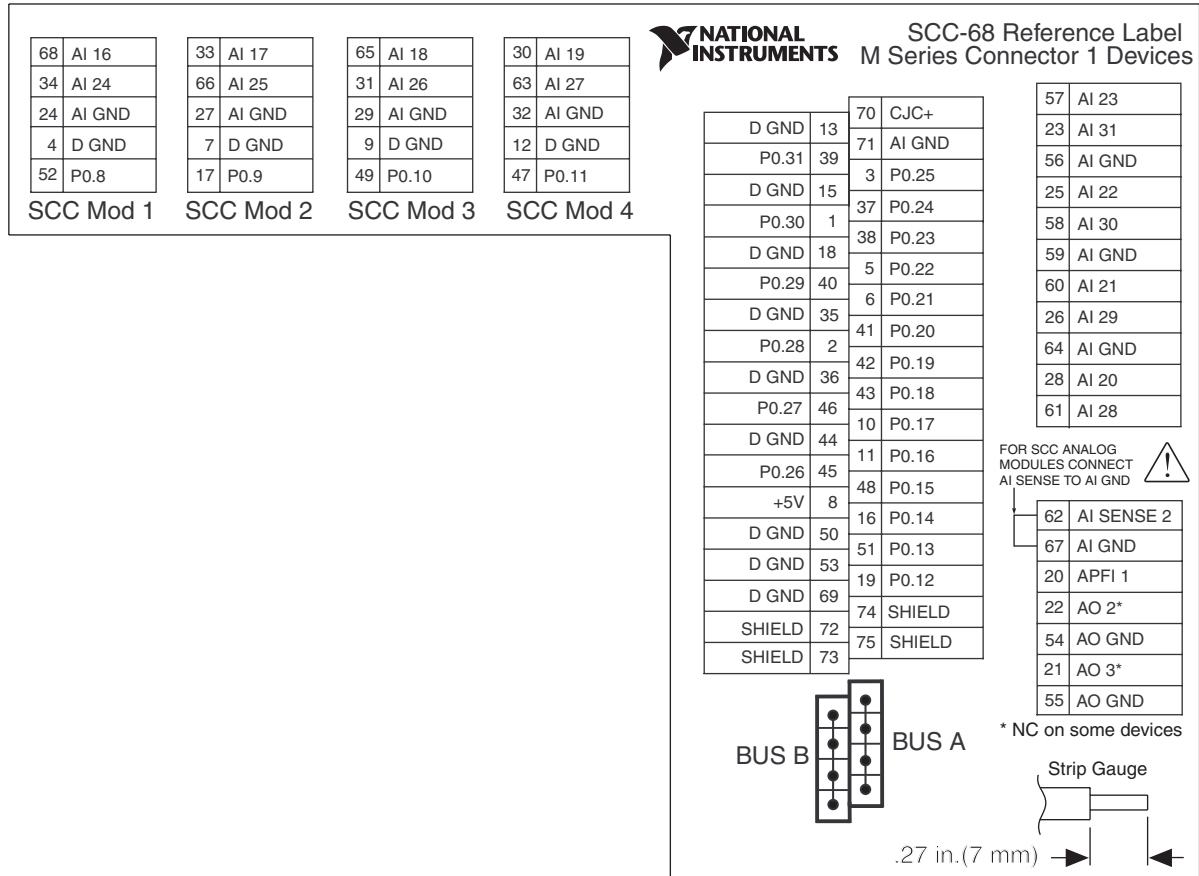 68 AI 16
34 AI 24
24 AI GND
4 D GND
52 P0.8
SCC Mod 1
33 AI 17
66 AI 25
27 AI GND
7 D GND
17 P0.9
SCC Mod 2
65 AI 18
31 AI 26
29 AI GND
9 D GND
49 P0.10
SCC Mod 3
30 AI 19
63 AI 27
32 AI GND
12 D GND
47 P0.11
SCC Mod 4
NATIONAL
INSTRUMENTS
SCC-68 Reference Label
M Series Connector 1 Devices
D GND 13
P0.31 39
D GND 15
P0.30 1
D GND 18
P0.29 40
D GND 35
P0.28 2
D GND 36
P0.27 46
D GND 44
P0.26 45
+5V 8
D GND 50
D GND 53
D GND 69
SHIELD 72
SHIELD 73
70 CJC+
71 AI GND
3 P0.25
37 P0.24
38 P0.23
5 P0.22
6 P0.21
41 P0.20
42 P0.19
43 P0.18
10 P0.17
11 P0.16
48 P0.15
16 P0.14
51 P0.13
19 P0.12
74 SHIELD
75 SHIELD
BUS B
BUS A
57 AI 23
23 AI 31
56 AI GND
25 AI 22
58 AI 30
59 AI GND
60 AI 21
26 AI 29
64 AI GND
28 AI 20
61 AI 28
FOR SCC ANALOG
MODULES CONNECT
AI SENSE TO AI GND
!
62 AI SENSE 2
67 AI GND
20 APFI 1
22 AO 2*
54 AO GND
21 AO 3*
55 AO GND
* NC on some devices
Strip Gauge
.27 in.(7 mm)